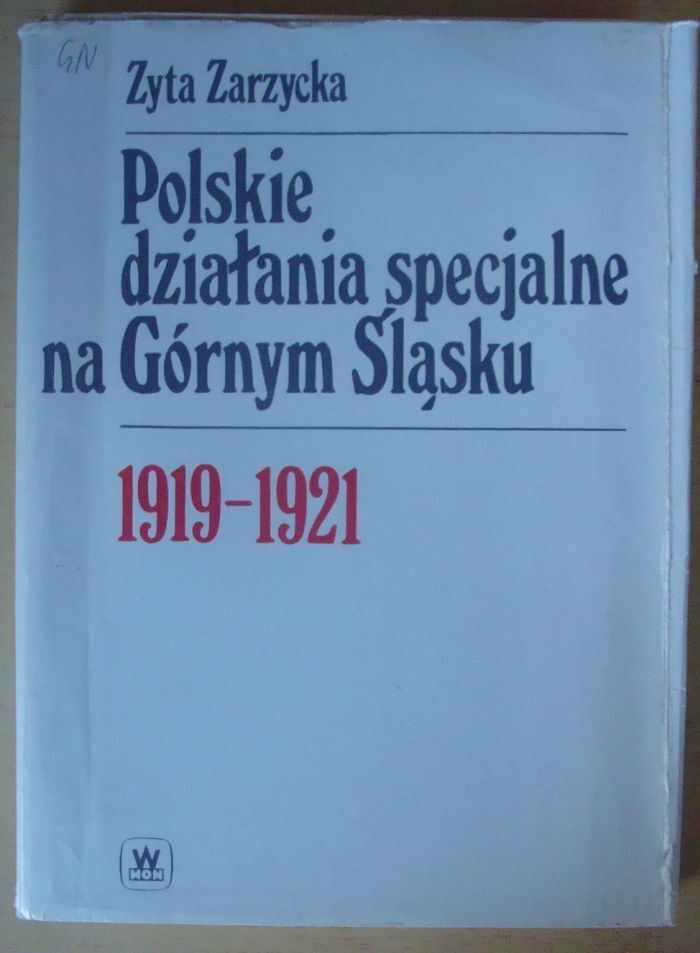 GN
Zyta Zarzycka
Polskie
działania specjalne
na Górnym Śląsku
1919-1921
W
MON